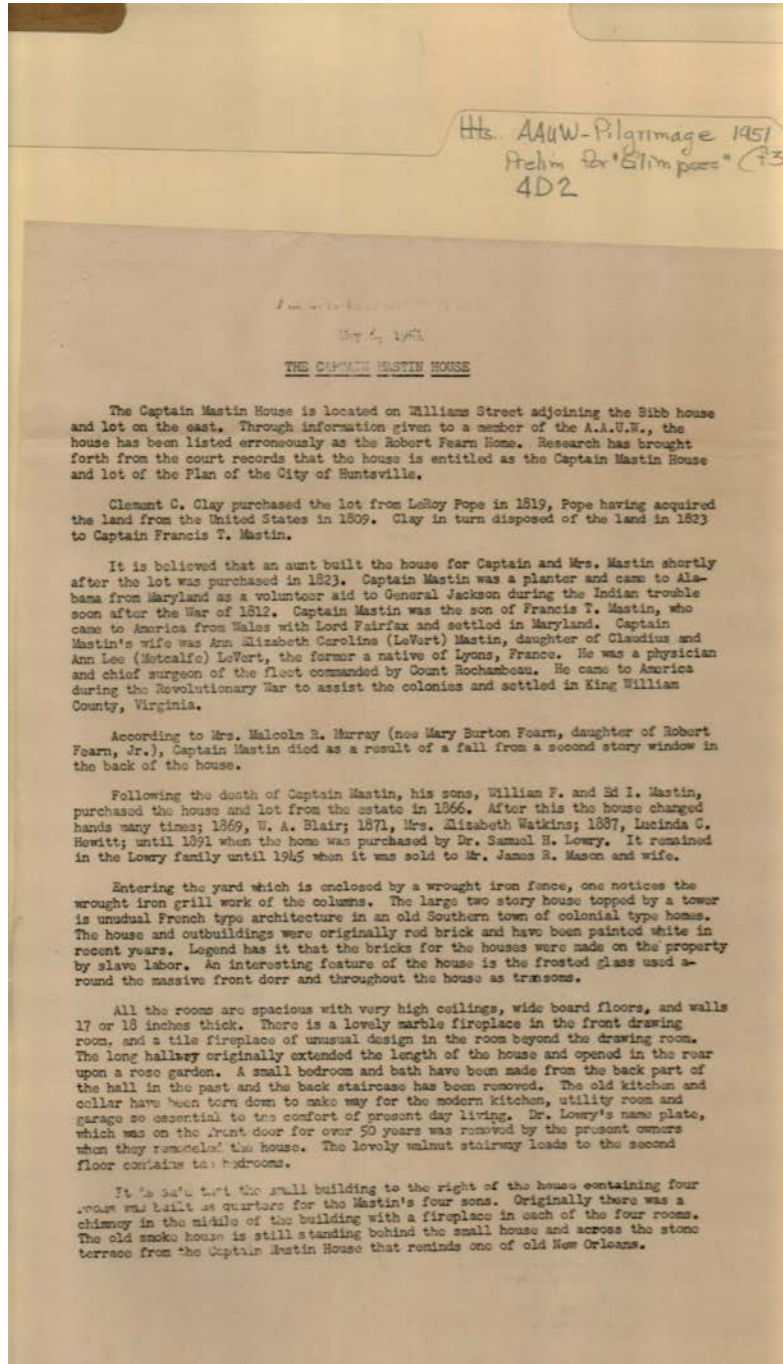 Hts. AAUW-Pilgrimage 1951
Prelim for "Glimpses" (f3
4D2
May 6, 195
THE CAPTAIN MASTIN HOUSE
The Captain Mastin House is located on Williams Street adjoining the Bibb house
and lot on the east. Through information given to a member of the A.A.U.W., the
house has been listed erroneously as the Robert Fearn Home. Research has brought
forth from the court records that the house is entitled as the Captain Mastin House
and lot of the Plan of the City of Huntsville.
Clement C. Clay purchased the lot from LeRoy Pope in 1819, Pope having acquired
the land from the United States in 1809. Clay in turn disposed of the land in 1823
to Captain Francis T. Mastin.
It is believed that an aunt built the house for Captain and Mrs. Mastin shortly
after the lot was purchased in 1823. Captain Mastin was a planter and came to Ala-
bama from Maryland as a volunteer aid to General Jackson during the Indian trouble
soon after the War of 1812. Captain Mastin was the son of Francis T. Mastin, who
came to America from Wales with Lord Fairfax and settled in Maryland. Captain
Mastin's wife was Ann Elizabeth Caroline (LeVert) Mastin, daughter of Claudius and
Ann Lee (Metcalfe) LeVert, the former a native of Lyons, France. He was a physician
and chief surgeon of the fleet commanded by Count Rochambeau. He came to America
during the Revolutionary War to assist the colonies and settled in King William
County, Virginia.
According to Mrs. Malcolm R. Murray (nee Mary Burton Fearn, daughter of Robert
Fearn, Jr.), Captain Mastin died as a result of a fall from a second story window in
the back of the house.
Following the death of Captain Mastin, his sons, William F. and Ed I. Mastin,
purchased the house and lot from the estate in 1866. After this the house changed
hands many times; 1869, W. A. Blair; 1871, Mrs. Elizabeth Watkins; 1887, Lucinda C.
Hewitt; until 1891 when the home was purchased by Dr. Samuel H. Lowry. It remained
in the Lowry family until 1945 when it was sold to Mr. James R. Mason and wife.
Entering the yard which is enclosed by a wrought iron fence, one notices the
wrought iron grill work of the columns. The large two story house topped by a tower
is unudual French type architecture in an old Southern town of colonial type homes.
The house and outbuildings were originally red brick and have been painted white in
recent years. Legend has it that the bricks for the houses were made on the property
by slave labor. An interesting feature of the house is the frosted glass used a-
round the massive front dorr and throughout the house as transoms.
All the rooms are spacious with very high ceilings, wide board floors, and walls
17 or 18 inches thick. There is a lovely marble fireplace in the front drawing
room, and a tile fireplace of unusual design in the room beyond the drawing room.
The long hallway originally extended the length of the house and opened in the rear
upon a rose garden. A small bedroom and bath have been made from the back part of
the hall in the past and the back staircase has been removed. The old kitchen and
cellar have been torn down to make way for the modern kitchen, utility room and
garage so essential to the comfort of present day living. Dr. Lowry's name plate,
which was on the front door for over 50 years was removed by the present owners
when they remodeled the house. The lovely walnut stairway leads to the second
floor contains the bedrooms.
It is said that the small building to the right of the house containing four
rooms was built as quarters for the Mastin's four sons. Originally there was a
chimney in the middle of the building with a fireplace in each of the four rooms.
The old smoke house is still standing behind the small house and across the stone
terrace from the Captain Mastin House that reminds one of old New Orleans.